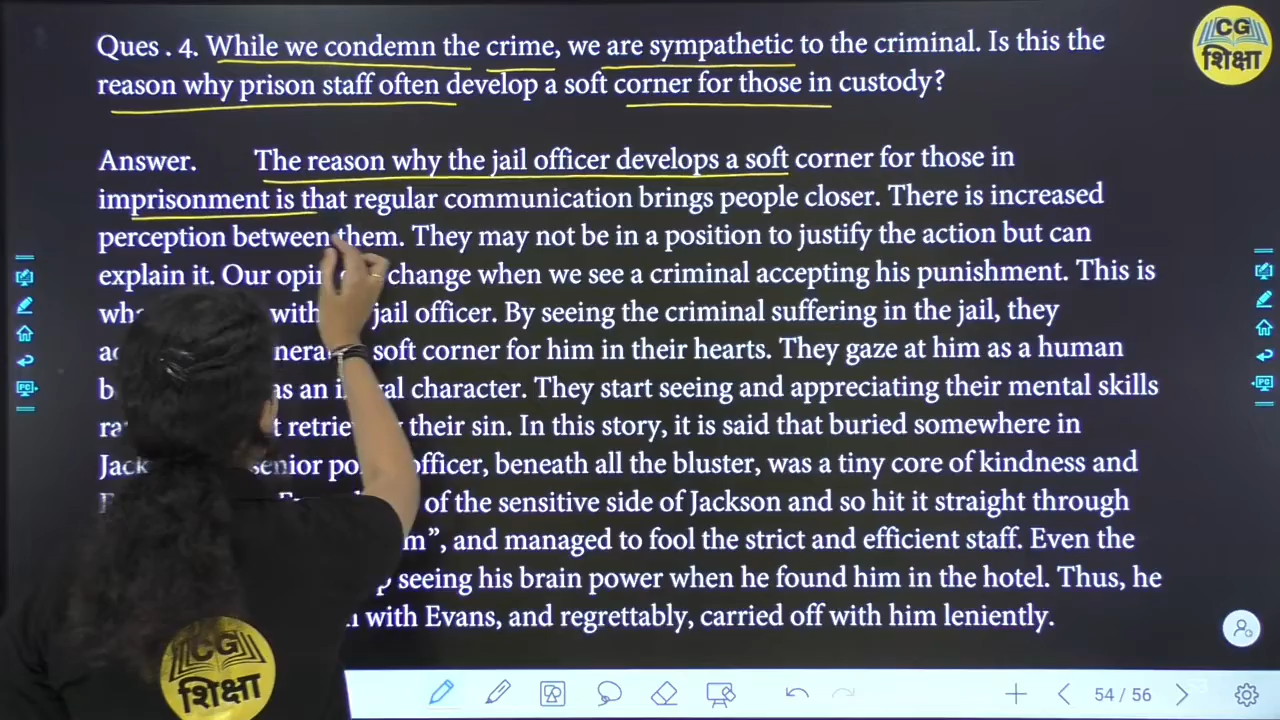 Ques . 4. While we condemn the crime, we are sympathetic to the criminal. Is this the
reason why prison staff often develop a soft corner for those in custody?
CG
शिक्षा
Answer. The reason why the jail officer develops a soft corner for those in
imprisonment is that regular communication brings people closer. There is increased
perception between them. They may not be in a position to justify the action but can
explain it. Our change when we see a criminal accepting his punishment. This is
with jail officer. By seeing the criminal suffering in the jail, they
soft corner for him in their hearts. They gaze at him as a human
as an character. They start seeing and appreciating their mental skills
their sin. In this story, it is said that buried somewhere in
senior officer, beneath all the bluster, was a tiny core of kindness and
of the sensitive side of Jackson and so hit it straight through
and managed to fool the strict and efficient staff. Even the
seeing his brain power when he found him in the hotel. Thus, he
with Evans, and regrettably, carried off with him leniently.
CG
शिक्षा
54 / 56